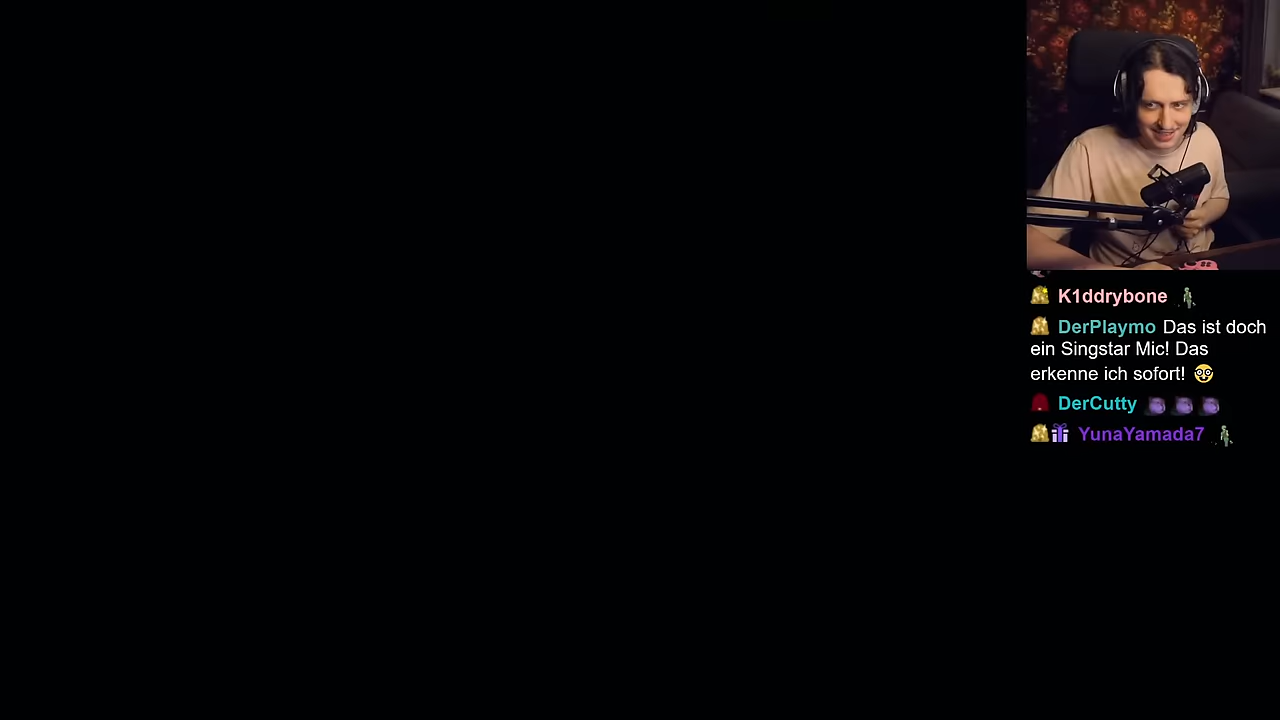 K1ddrybone
DerPlaymo Das ist doch
ein Singstar Mic! Das
erkenne ich sofort!
DerCutty
YunaYamada7